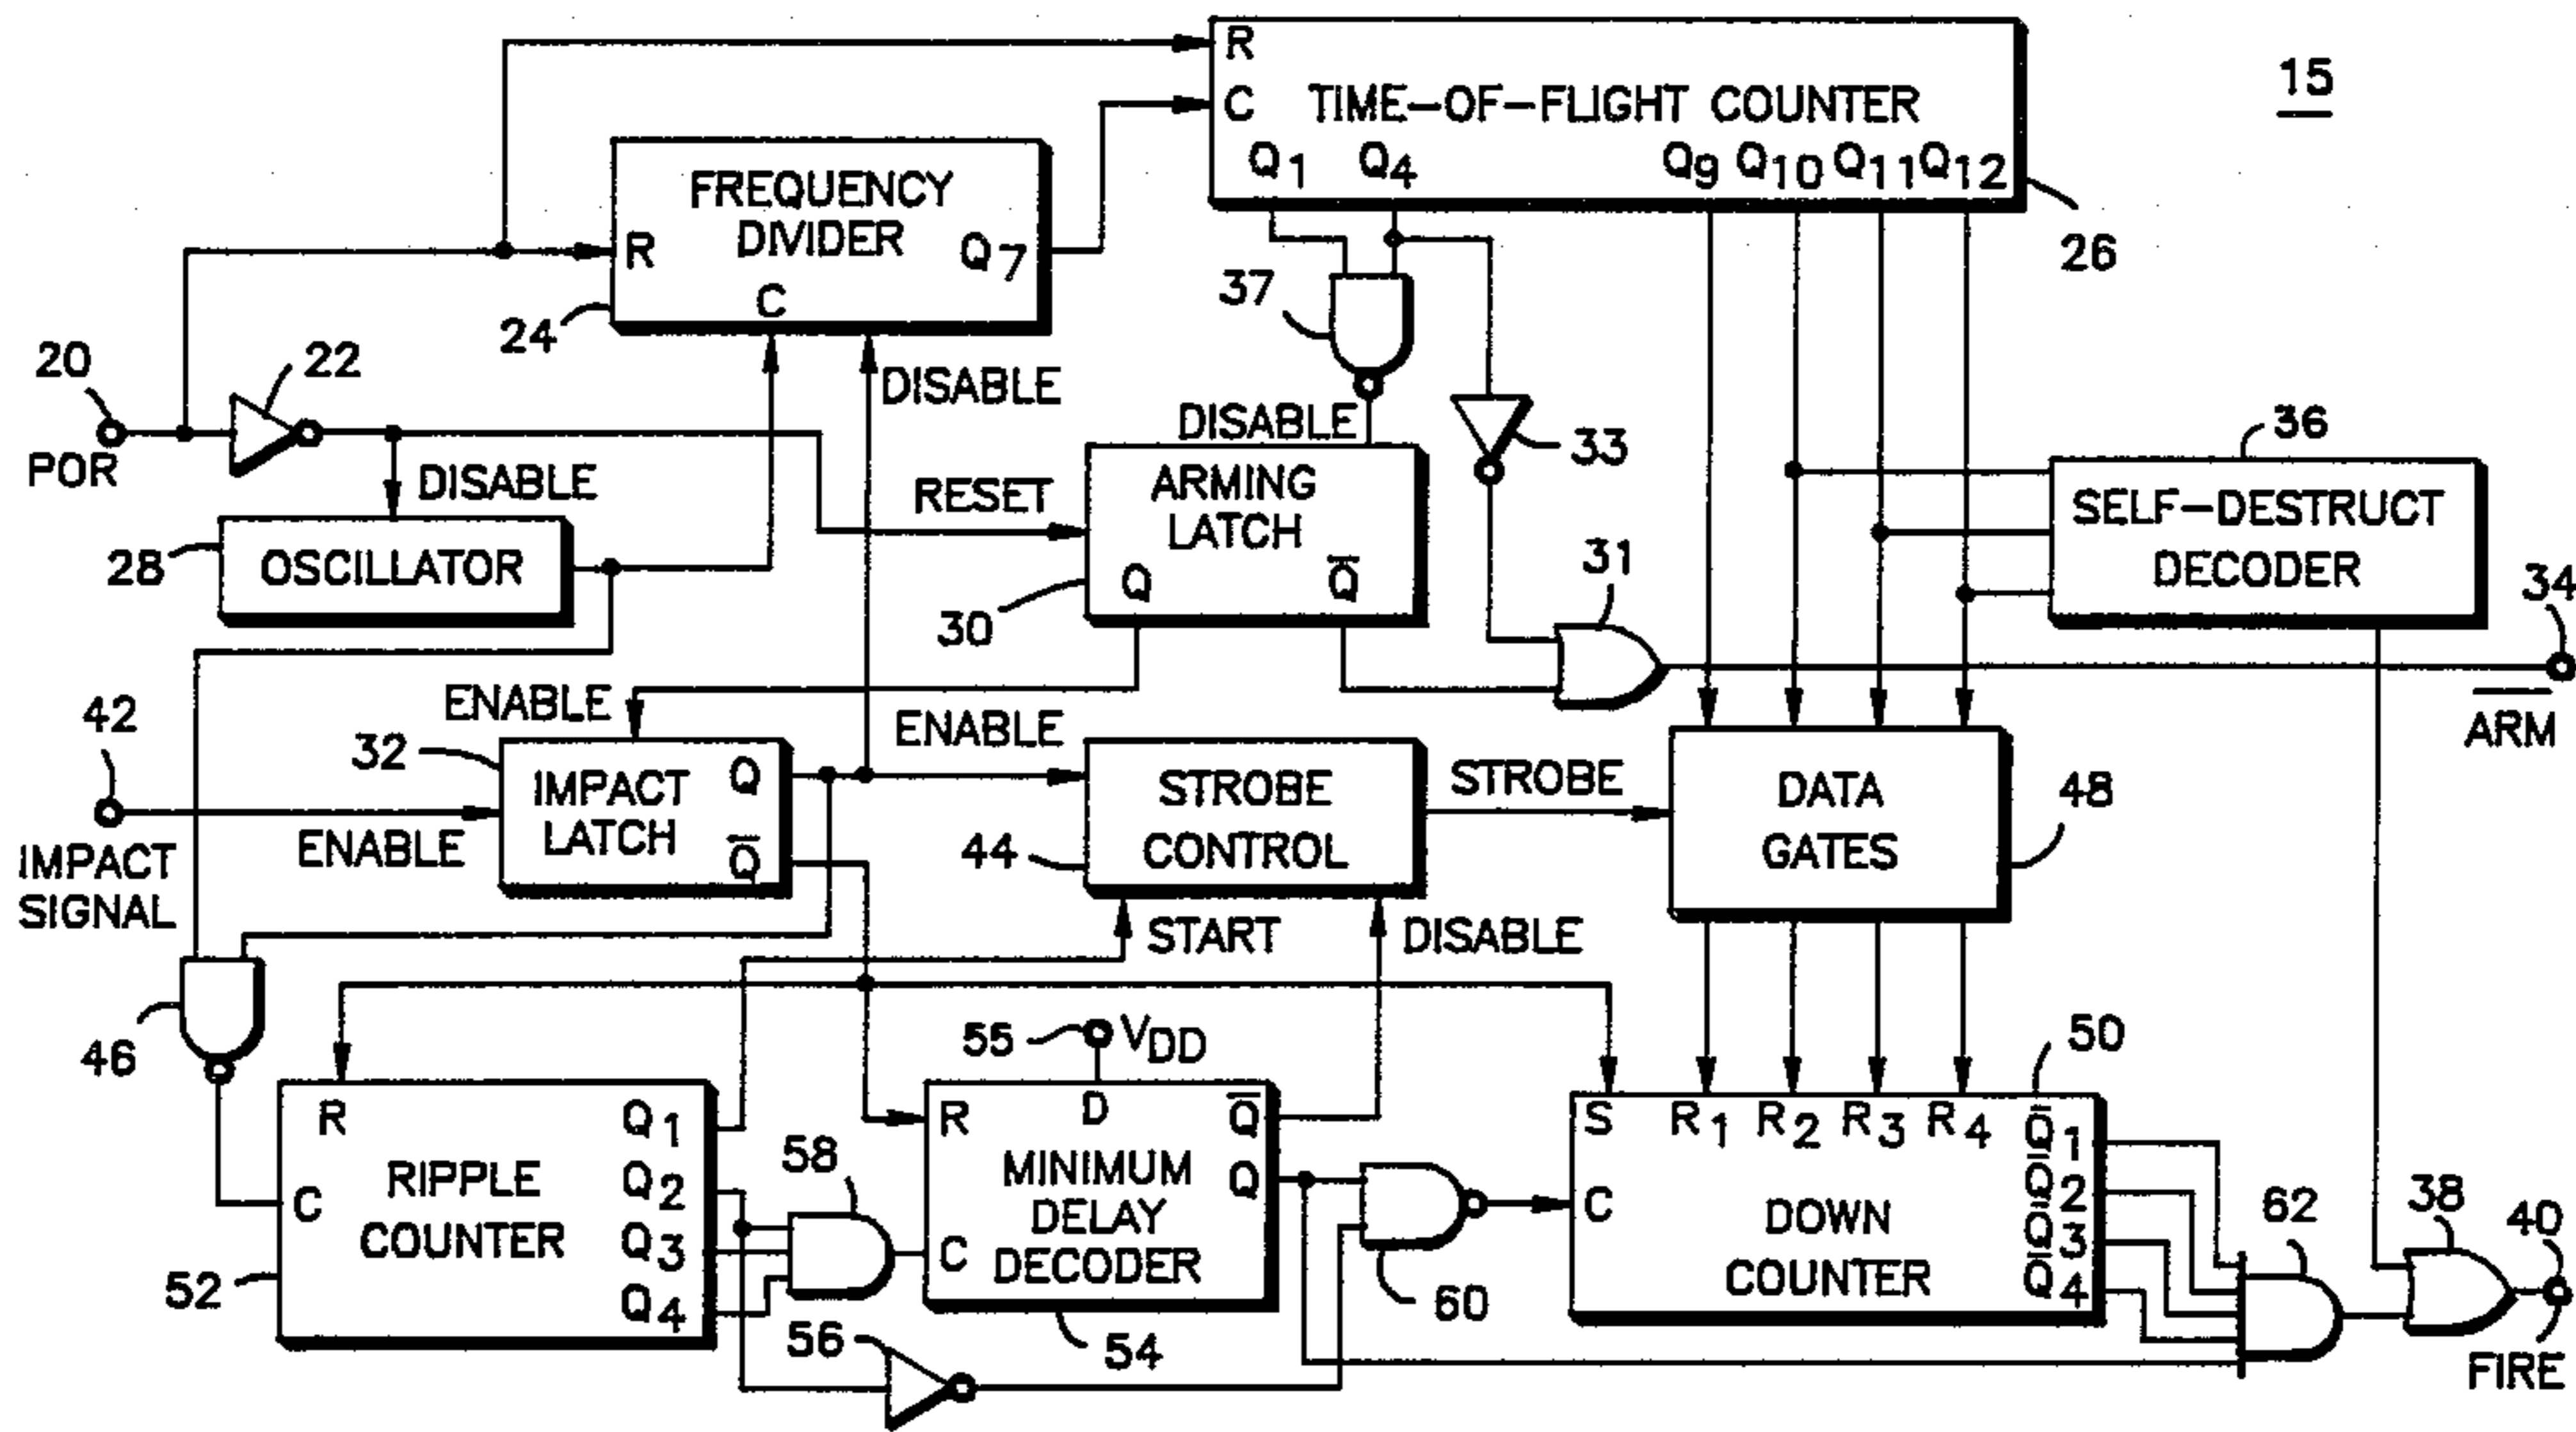 15
R
C TIME-OF-FLIGHT COUNTER
Q1 Q4 Q9 Q10 Q11 Q12
26
FREQUENCY
DIVIDER
R Q7
C
24
37
20
22
DISABLE
POR
DISABLE
DISABLE
33
36
SELF-DESTRUCT
DECODER
RESET
ARMING
LATCH
Q Q̅
28
OSCILLATOR
30
31
34
A̅R̅M̅
42
ENABLE
32
IMPACT
LATCH
Q
Q̅
ENABLE
IMPACT
SIGNAL
ENABLE
STROBE
CONTROL
44
STROBE
DATA
GATES
48
START
DISABLE
46
55
VDD
50
R
RIPPLE
COUNTER
C
Q1
Q2
Q3
Q4
52
58
R D Q̅
MINIMUM
DELAY
DECODER
Q
C
54
56
60
S R1 R2 R3 R4
DOWN
COUNTER
C
Q̅1
Q̅2
Q̅3
Q̅4
62
38
40
FIRE